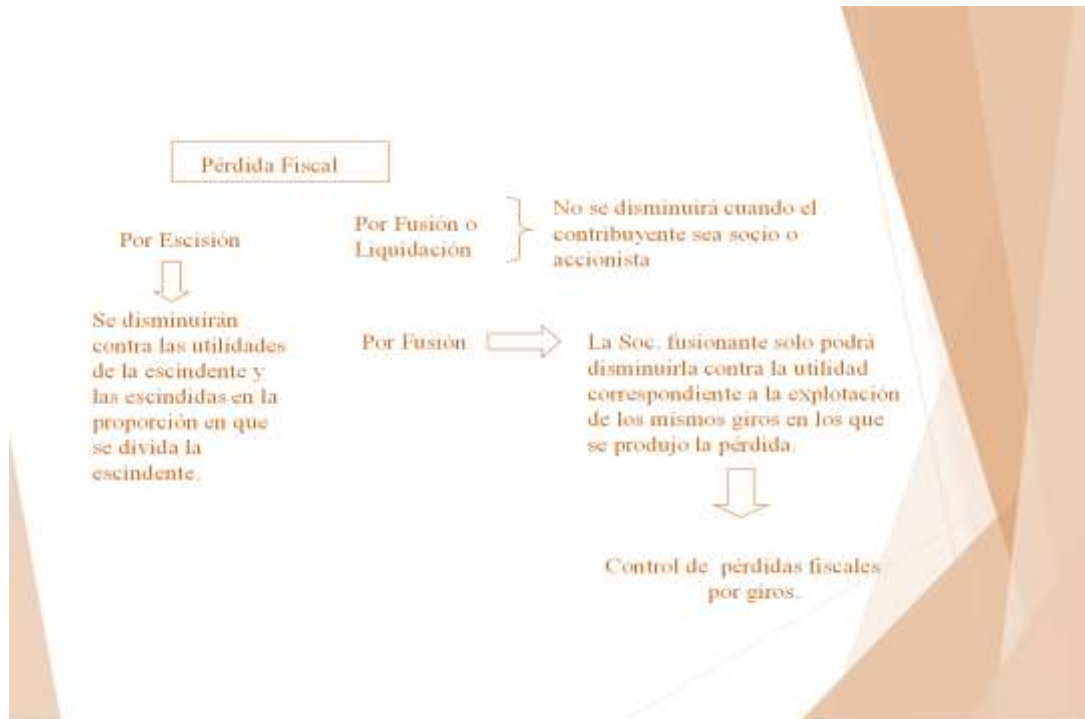 Pérdida Fiscal
Por Escisión
Se disminuirán
contra las utilidades
de la escindente y
las escindidas en la
proporción en que
se divida la
escindente.
Por Fusión o
Liquidación
No se disminuirá cuando el
contribuyente sea socio o
accionista
Por Fusión
La Soc. fusionante solo podrá
disminuirla contra la utilidad
correspondiente a la explotación
de los mismos giros en los que
se produjo la pérdida.
Control de pérdidas fiscales
por giros.